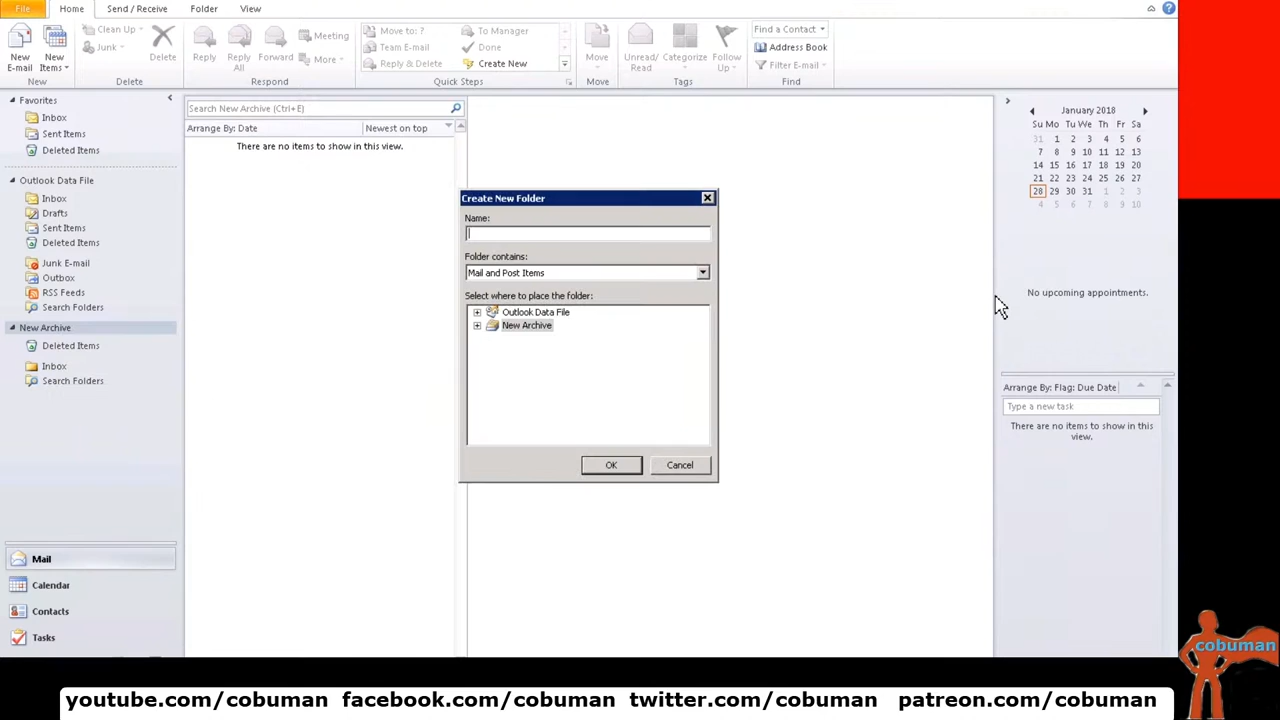 File Home Send / Receive Folder View
Clean Up
Junk
New E-mail
New Items
Delete
Reply
Reply All
Forward
Meeting
More
Move to: ?
Team E-mail
Reply & Delete
To Manager
Done
Create New
Move
Unread/ Read
Categorize
Follow Up
Find a Contact
Address Book
Filter E-mail
New Delete Respond Quick Steps Move Tags Find
Favorites
Inbox
Sent Items
Deleted Items
Outlook Data File
Inbox
Drafts
Sent Items
Deleted Items
Junk E-mail
Outbox
RSS Feeds
Search Folders
New Archive
Deleted Items
Inbox
Search Folders
Mail
Calendar
Contacts
Tasks
Search New Archive (Ctrl+E)
Arrange By: Date Newest on top
There are no items to show in this view.
Create New Folder
Name:
Folder contains:
Mail and Post Items
Select where to place the folder:
Outlook Data File
New Archive
OK Cancel
January 2018
Su Mo Tu We Th Fr Sa
31 1 2 3 4 5 6
7 8 9 10 11 12 13
14 15 16 17 18 19 20
21 22 23 24 25 26 27
28 29 30 31 1 2 3
4 5 6 7 8 9 10
No upcoming appointments.
Arrange By: Flag: Due Date
Type a new task
There are no items to show in this
view.
cobuman
youtube.com/cobuman facebook.com/cobuman twitter.com/cobuman patreon.com/cobuman